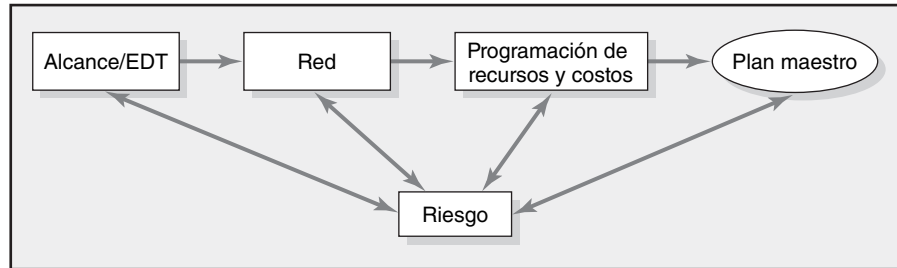 Alcance/EDT
Red
Programación de
recursos y costos
Plan maestro
Riesgo